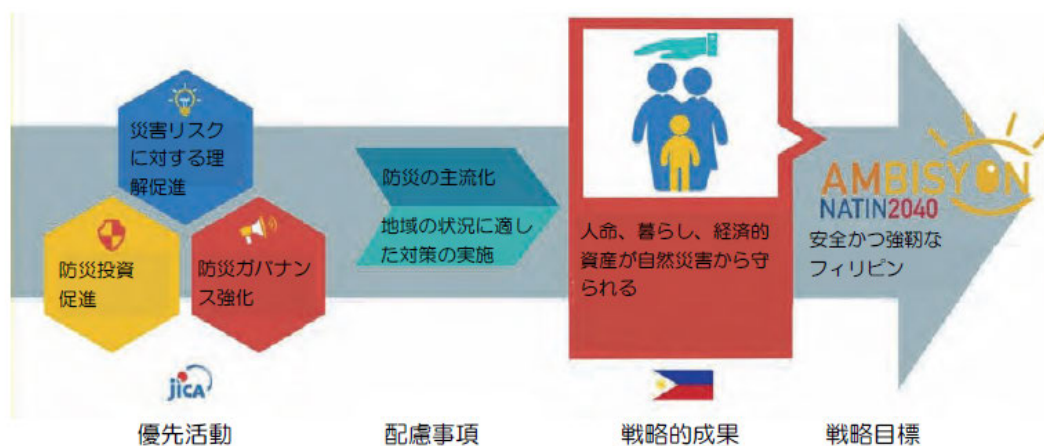 災害リスク
に対する理
解促進
防災投資
促進
防災ガバナン
ス強化
jICA
優先活動
防災の主流化
地域の状況に適し
た対策の実施
配慮事項
人命、暮らし、経済的
資産が自然災害から守
られる
戦略的成果
AMBISYON
NATIN2040
安全かつ強靭な
フィリピン
戦略目標